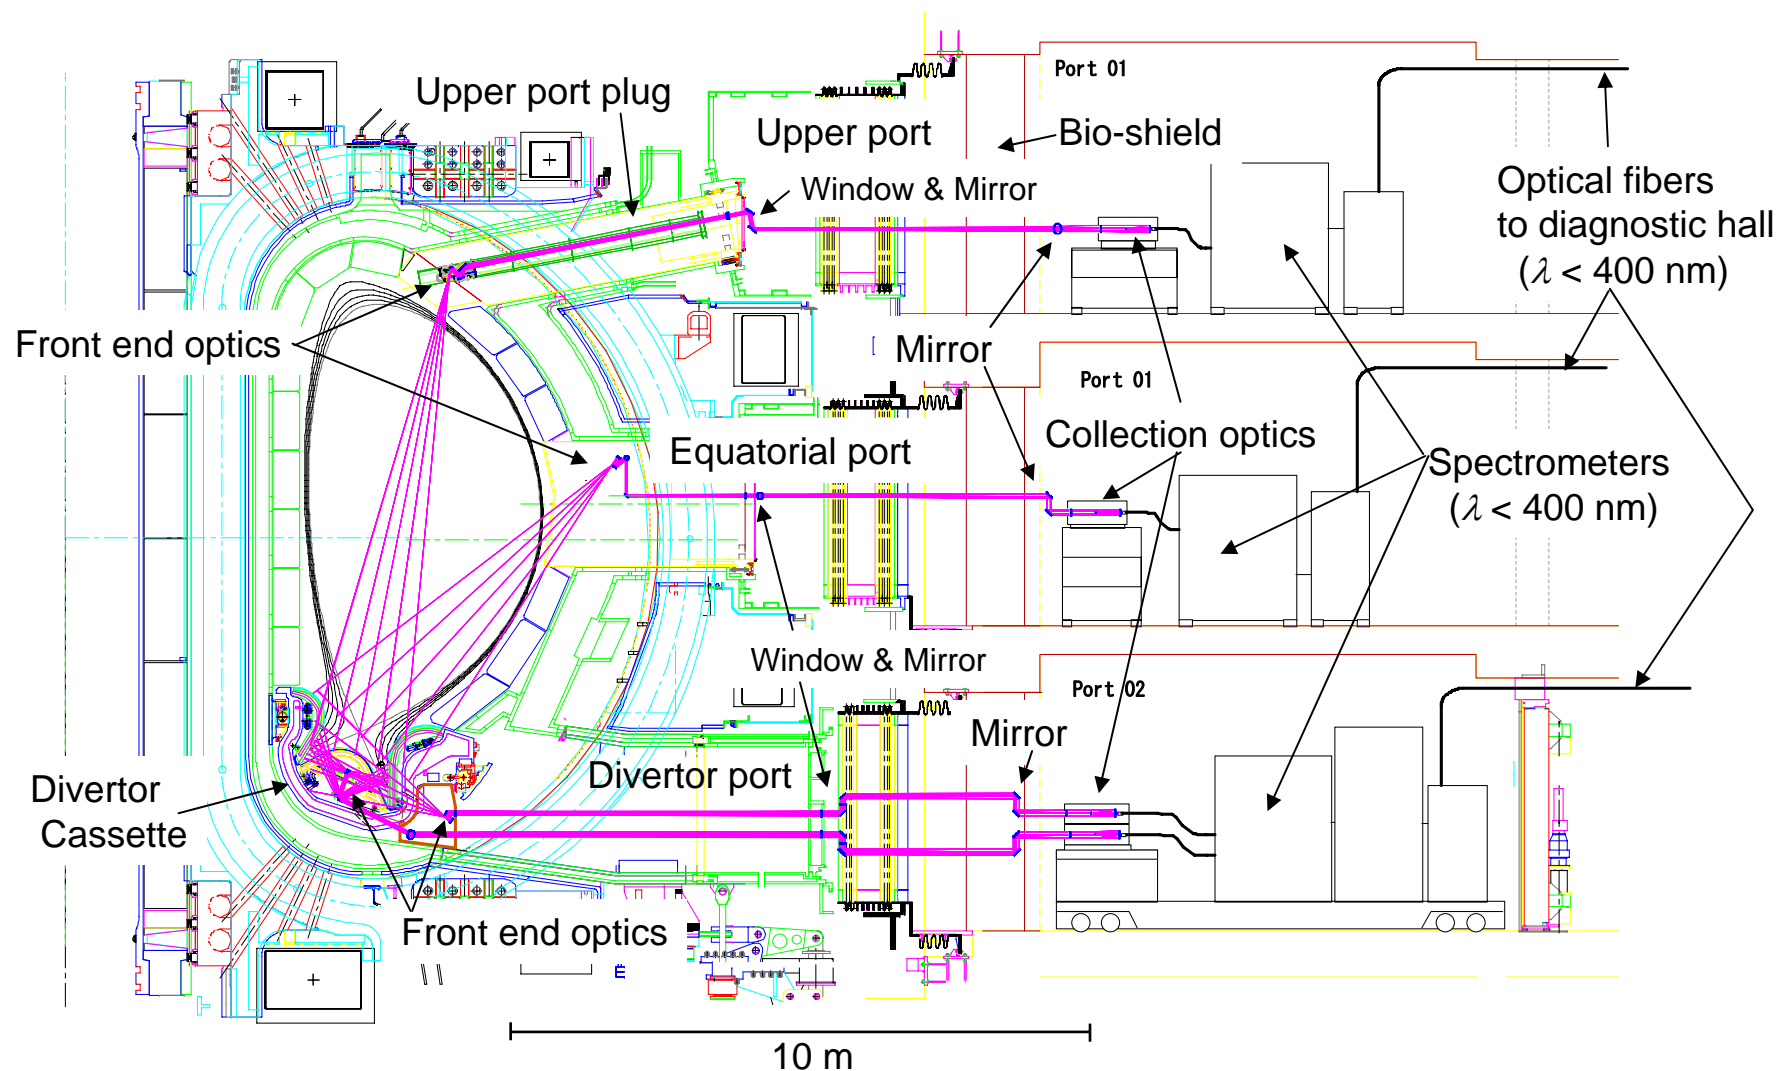 Upper port plug
Upper port
Port 01
Bio-shield
Window & Mirror
Optical fibers
to diagnostic hall
(λ < 400 nm)
Front end optics
Mirror
Port 01
Collection optics
Equatorial port
Spectrometers
(λ < 400 nm)
Window & Mirror
Port 02
Mirror
Divertor port
Divertor
Cassette
Front end optics
10 m